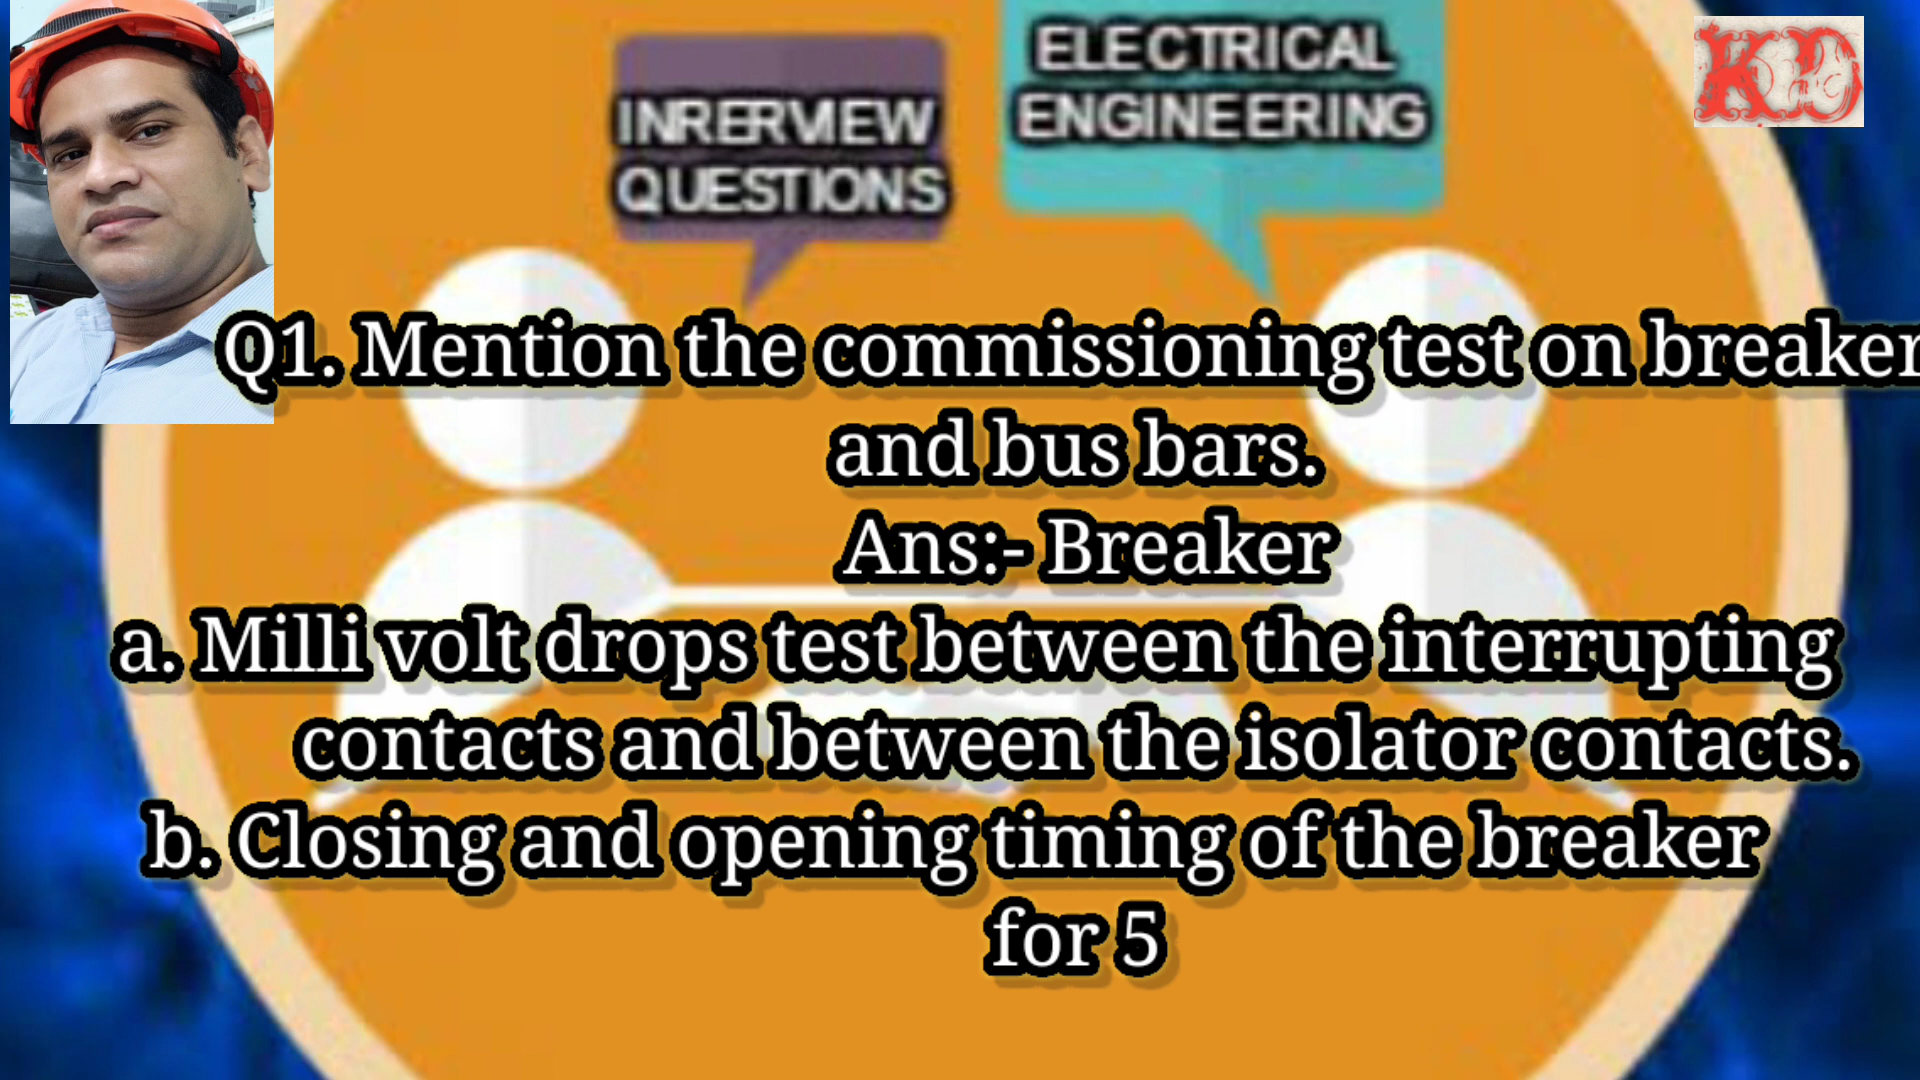 INRERVIEW
QUESTIONS
ELECTRICAL
ENGINEERING
KD
Q1. Mention the commissioning test on breaker
and bus bars.
Ans:- Breaker
a. Milli volt drops test between the interrupting
contacts and between the isolator contacts.
b. Closing and opening timing of the breaker
for 5